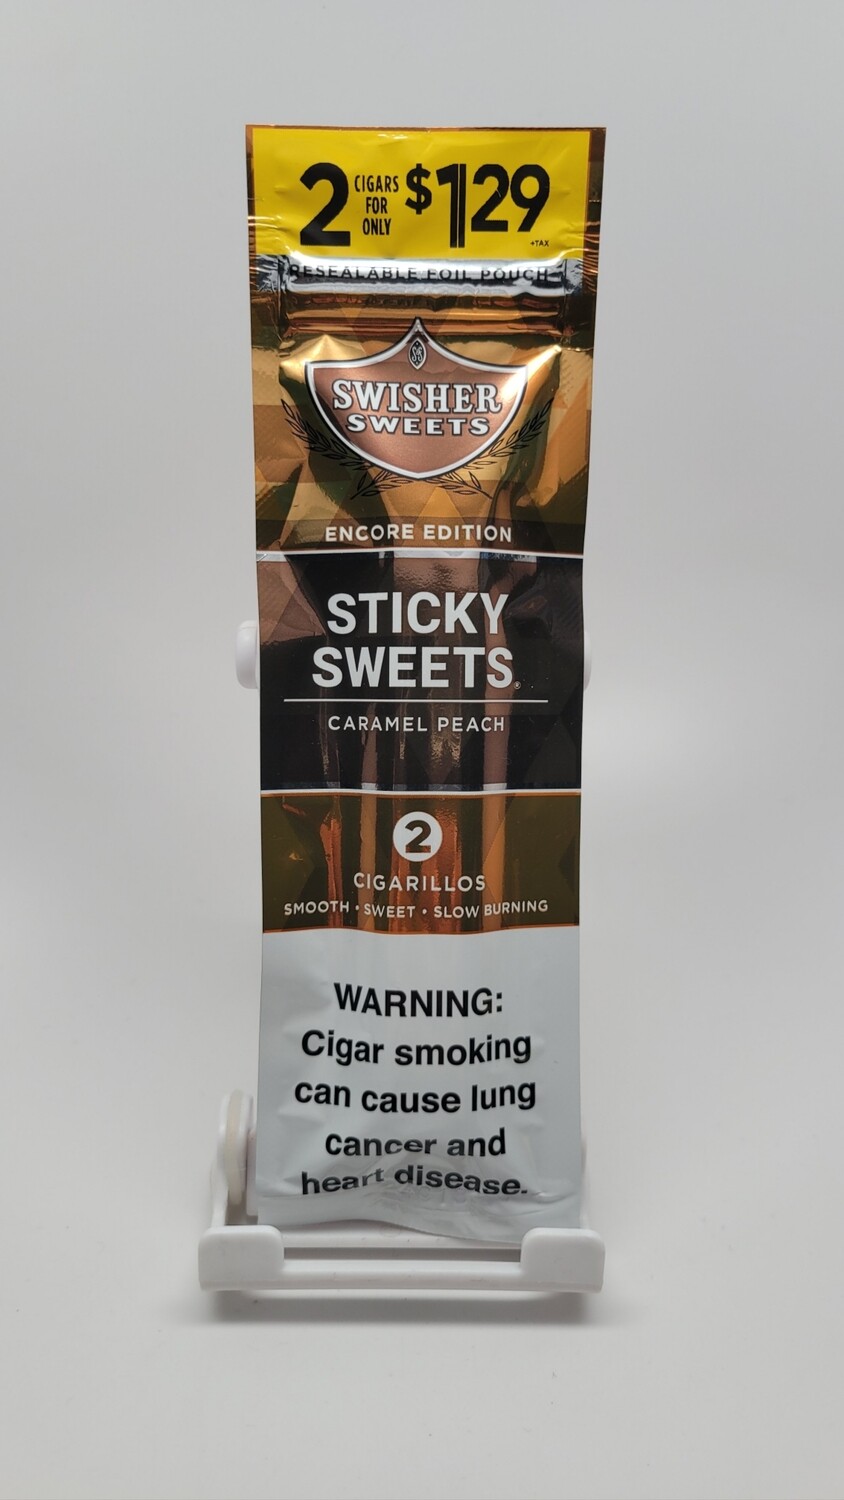 2 CIGARS FOR ONLY $1.29
+TAX
RESEALABLE FOIL POUCH
S&S
SWISHER
SWEETS
ENCORE EDITION
STICKY
SWEETS®
CARAMEL PEACH
2
CIGARILLOS
SMOOTH • SWEET • SLOW BURNING
WARNING:
Cigar smoking
can cause lung
cancer and
heart disease.